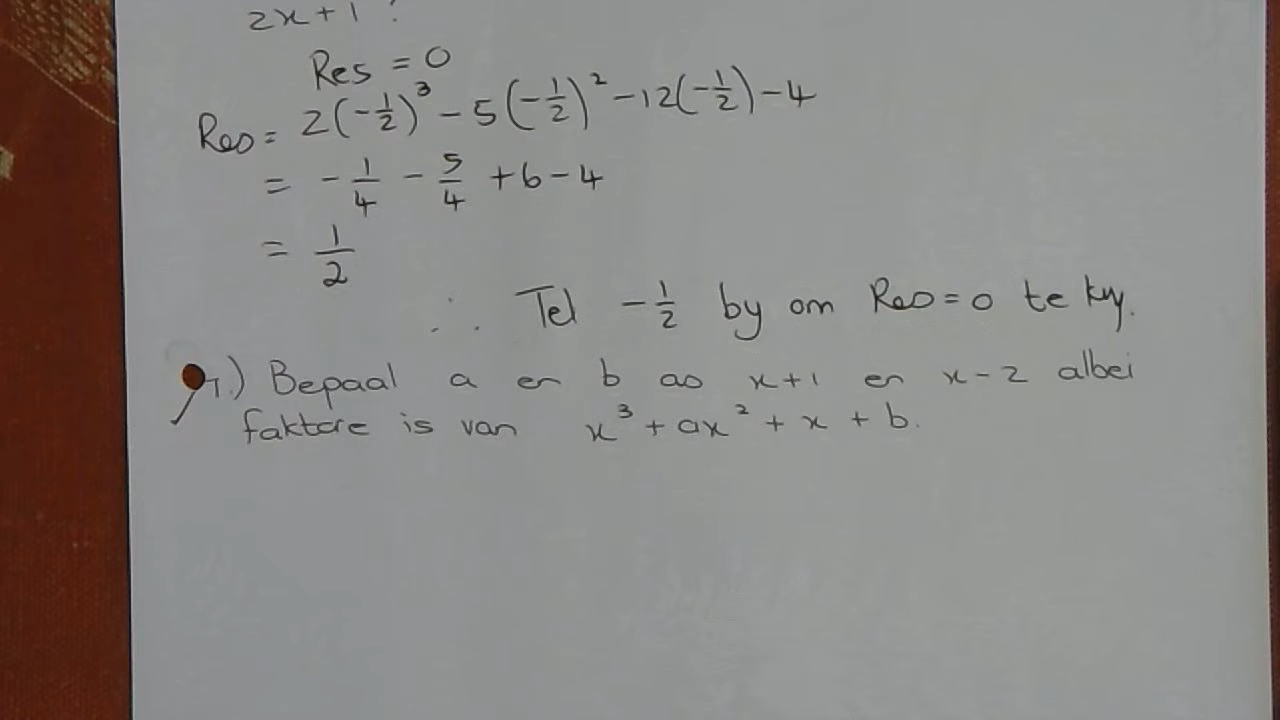 2x+1?
Res = 0
Res = 2(-1/2)³ - 5(-1/2)² - 12(-1/2) - 4
= -1/4 - 5/4 + 6 - 4
= 1/2
∴ Tel -1/2 by om Res = 0 te kry.
Bepaal a en b as x+1 en x-2 albei
faktore is van x³ + ax² + x + b.